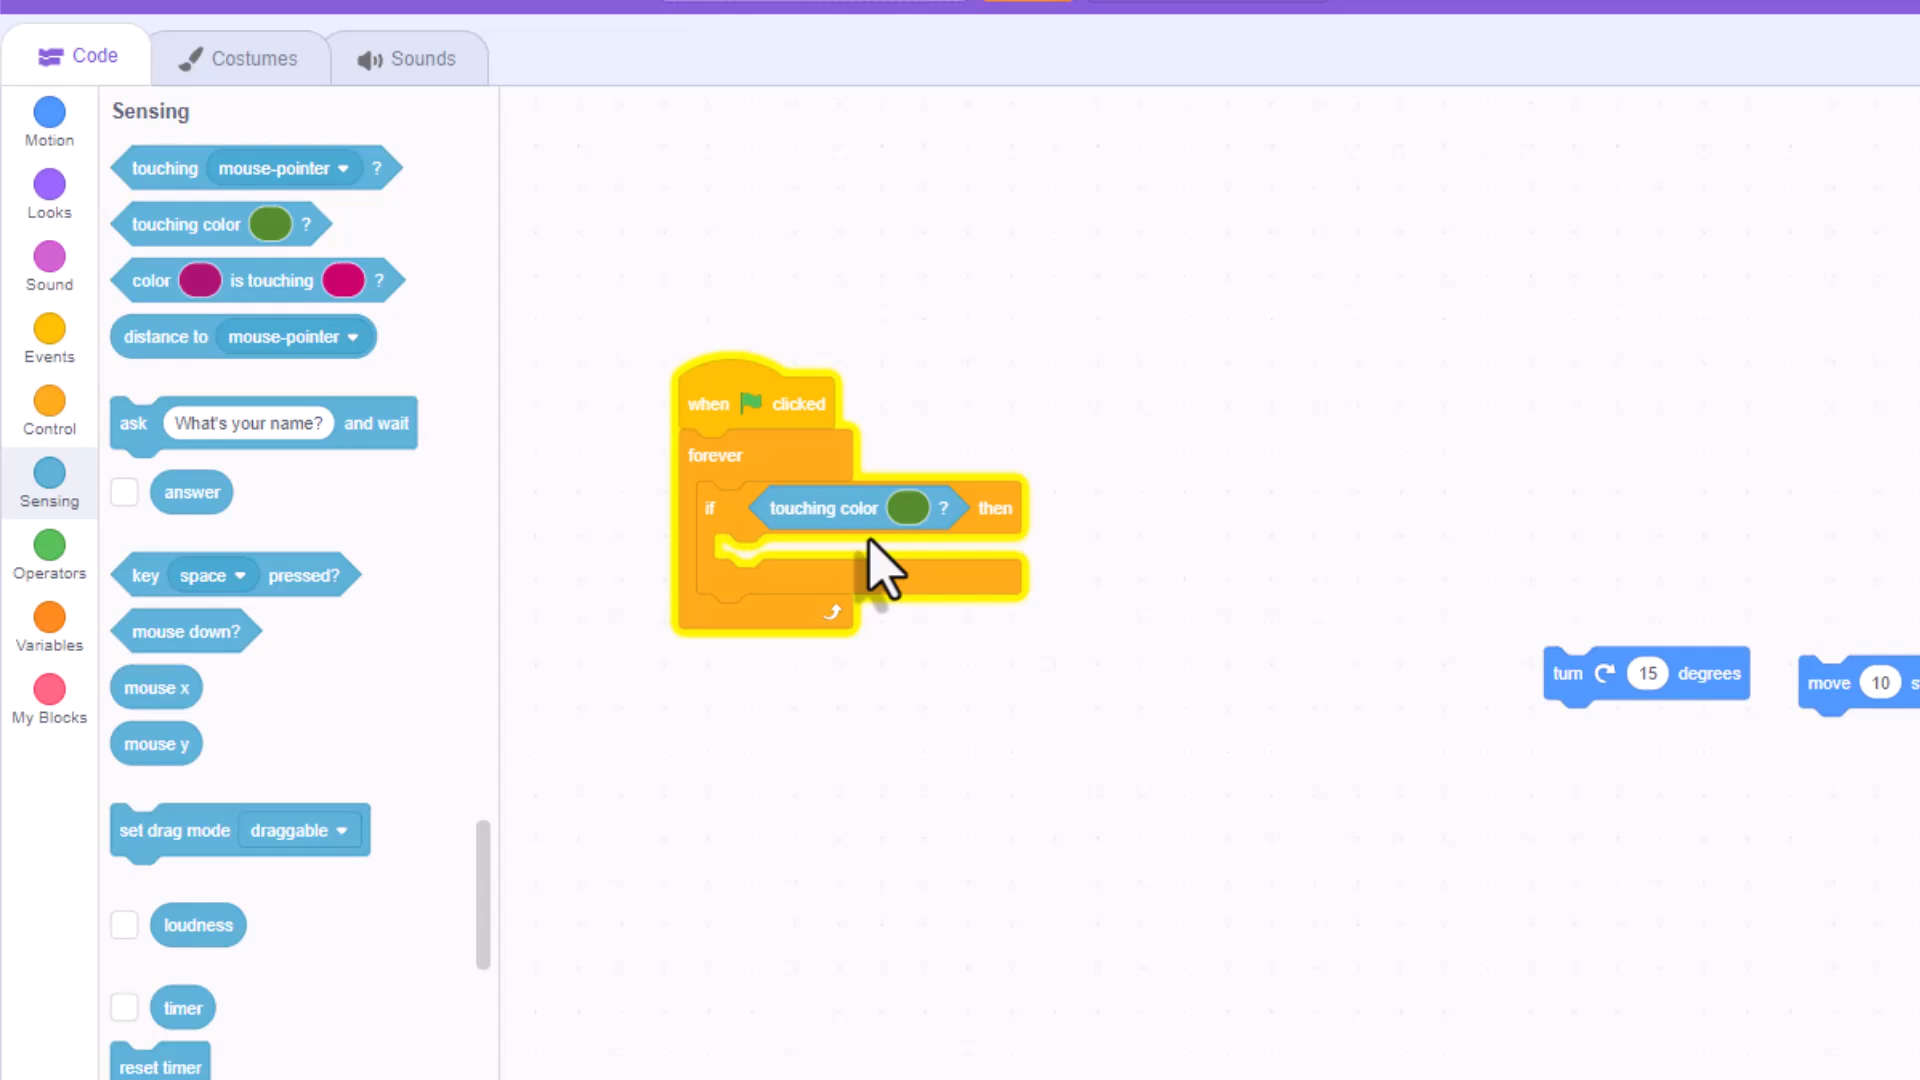 Code
Costumes
Sounds
Motion
Looks
Sound
Events
Control
Sensing
Operators
Variables
My Blocks
Sensing
touching mouse-pointer ?
touching color ?
color is touching ?
distance to mouse-pointer
ask What's your name? and wait
answer
key space pressed?
mouse down?
mouse x
mouse y
set drag mode draggable
loudness
timer
reset timer
when clicked
forever
if touching color ? then
turn 15 degrees
move 10